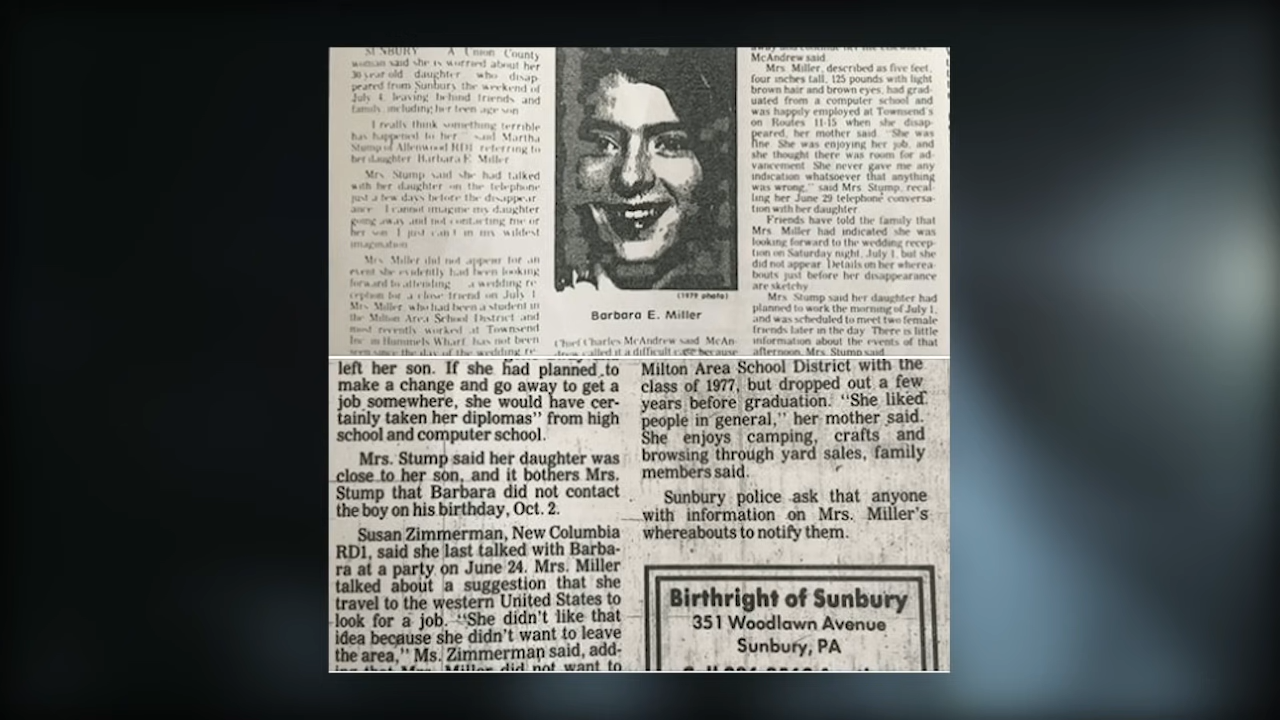 SUNBURY A Union County
woman said she is worried about her
30 year old daughter who disap-
peared from Sunbury the weekend of
July 4, leaving behind friends and
family, including her teen age son
I really think something terrible
has happened to her said Martha
Stump of Allenwood RD1 referring to
her daughter Barbara E Miller
Mrs Stump said she had talked
with her daughter on the telephone
just a few days before the disappear
ance I cannot imagine my daughter
going away and not contacting me or
her son I just can't in my wildest
imagination
Mrs Miller did not appear for an
event she evidently had been looking
forward to attending a wedding re
ception for a close friend on July 1
Mrs Miller, who had been a student in
the Milton Area School District and
most recently worked at Townsend
Inc in Hummels Wharf, has not been
seen since the day of the wedding re
(1979 photo)
Barbara E. Miller
Chief Charles McAndrew said McAn-
drew called it a difficult case because
away and continue her life elsewhere,
McAndrew said.
Mrs. Miller, described as five feet,
four inches tall, 125 pounds with light
brown hair and brown eyes, had grad-
uated from a computer school and
was happily employed at Townsend's
on Routes 11-15 when she disap-
peared, her mother said. "She was
fine. She was enjoying her job, and
she thought there was room for ad-
vancement. She never gave me any
indication whatsoever that anything
was wrong," said Mrs. Stump, recal-
ling her June 29 telephone conversa-
tion with her daughter.
Friends have told the family that
Mrs. Miller had indicated she was
looking forward to the wedding recep-
tion on Saturday night, July 1, but she
did not appear. Details on her where-
bouts just before her disappearance
are sketchy.
Mrs. Stump said her daughter had
planned to work the morning of July 1,
and was scheduled to meet two female
friends later in the day. There is little
information about the events of that
afternoon, Mrs. Stump said.
left her son. If she had planned to
make a change and go away to get a
job somewhere, she would have cer-
tainly taken her diplomas" from high
school and computer school.
Mrs. Stump said her daughter was
close to her son, and it bothers Mrs.
Stump that Barbara did not contact
the boy on his birthday, Oct. 2.
Susan Zimmerman, New Columbia
RD1, said she last talked with Barba-
ra at a party on June 24. Mrs. Miller
talked about a suggestion that she
travel to the western United States to
look for a job. "She didn't like that
idea because she didn't want to leave
the area," Ms. Zimmerman said, add-
ing that Mrs. Miller did not want to
Milton Area School District with the
class of 1977, but dropped out a few
years before graduation. "She liked
people in general," her mother said.
She enjoys camping, crafts and
browsing through yard sales, family
members said.
Sunbury police ask that anyone
with information on Mrs. Miller's
whereabouts to notify them.
Birthright of Sunbury
351 Woodlawn Avenue
Sunbury, PA